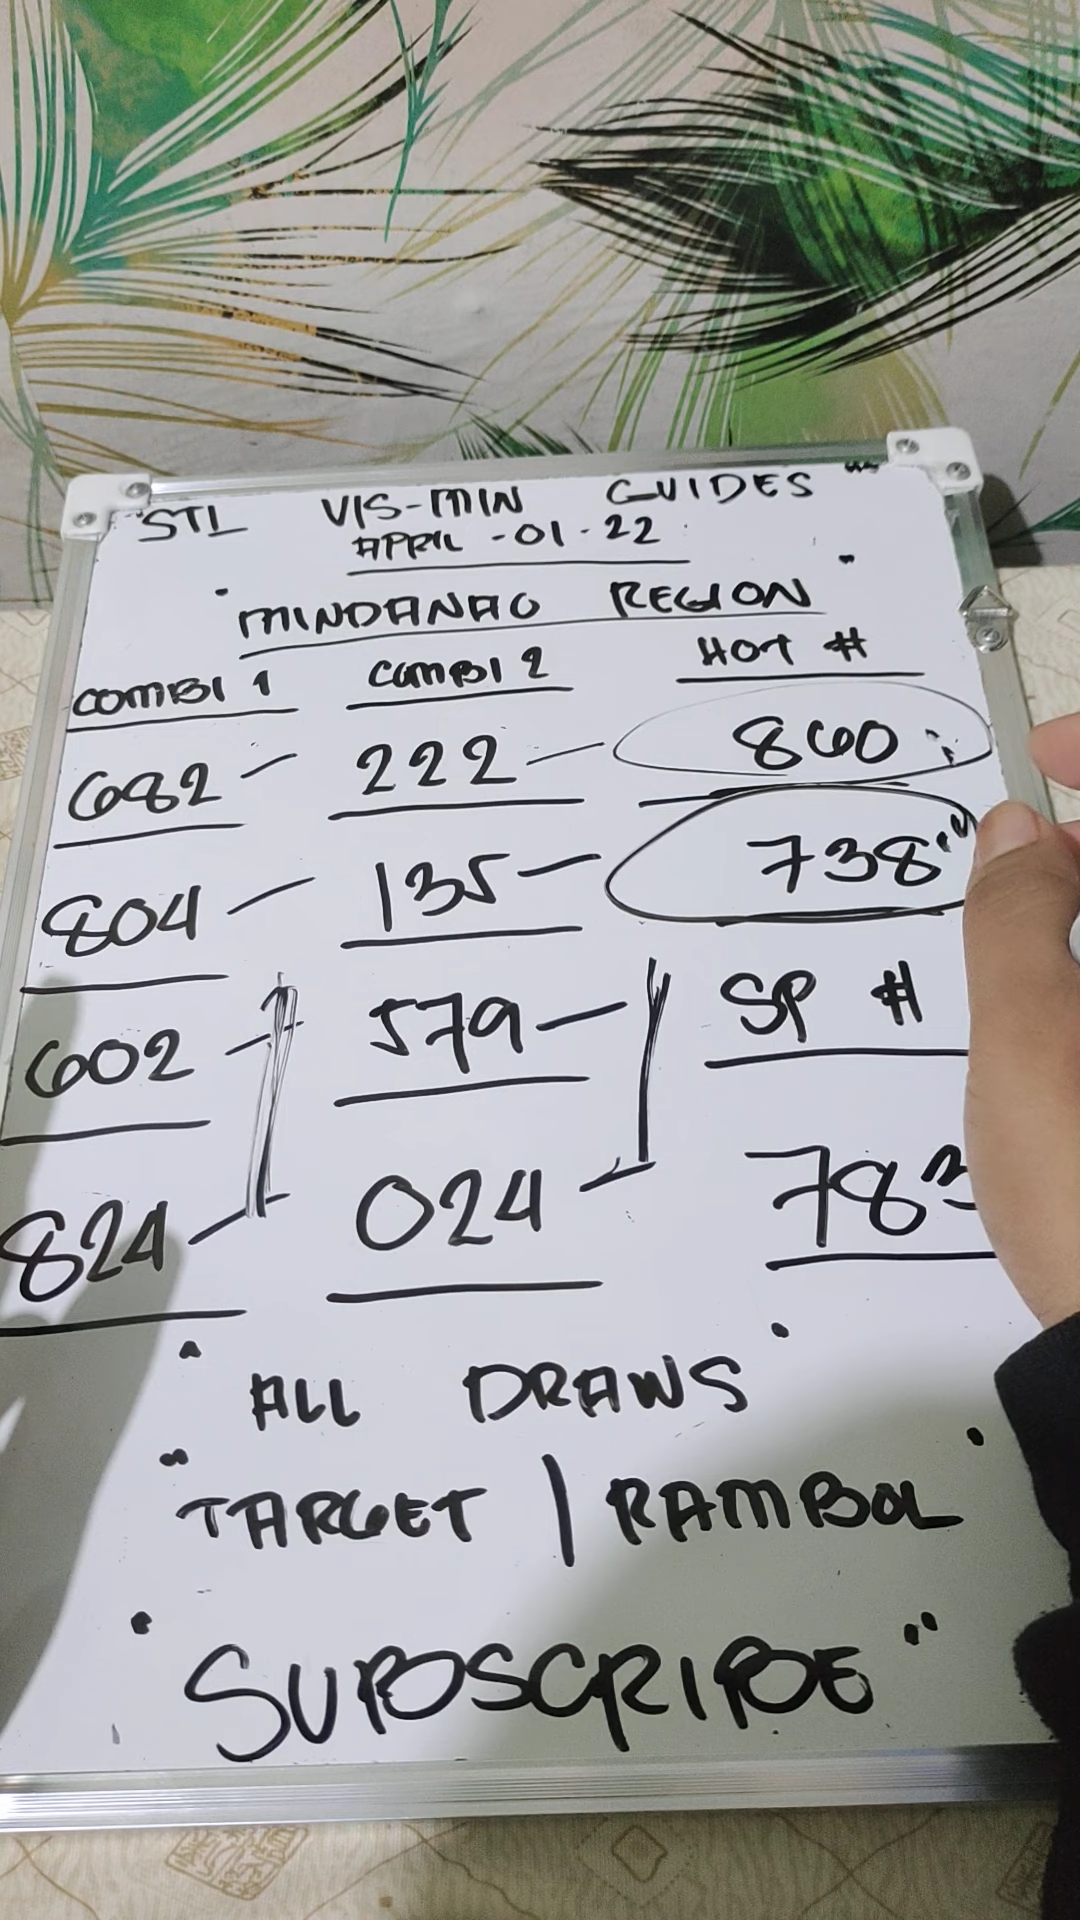 "STL VIS-MIN GUIDES"
APRIL-01-22
"MINDANAO REGION"
COMBI 1 COMBI 2 HOT #
682 - 222 - 860
804 - 135 - 738
602 - 579 - SP #
824 - 024 - 783
"ALL DRAWS"
"TARGET | RAMBOL"
"SUBSCRIBE"